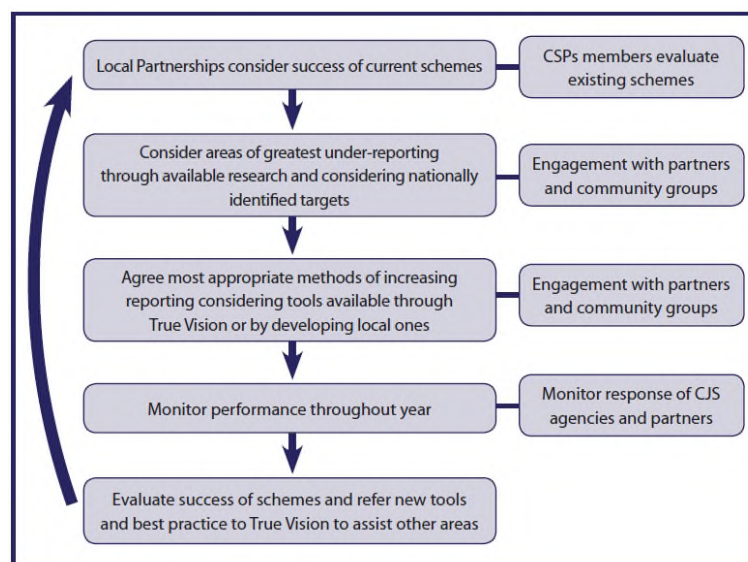 Local Partnerships consider success of current schemes
CSPs members evaluate
existing schemes
Consider areas of greatest under-reporting
through available research and considering nationally
identified targets
Engagement with partners
and community groups
Agree most appropriate methods of increasing
reporting considering tools available through
True Vision or by developing local ones
Engagement with partners
and community groups
Monitor performance throughout year
Monitor response of CJS
agencies and partners
Evaluate success of schemes and refer new tools
and best practice to True Vision to assist other areas